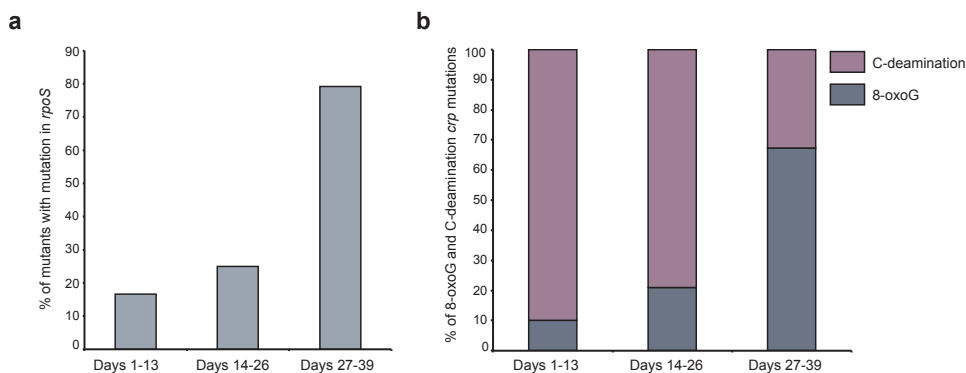 a
% of mutants with mutation in rpoS
90
80
70
60
50
40
30
20
10
0
Days 1-13 Days 14-26 Days 27-39
b
% of 8-oxoG and C-deamination crp mutations
100
90
80
70
60
50
40
30
20
10
0
Days 1-13 Days 14-26 Days 27-39
C-deamination
8-oxoG